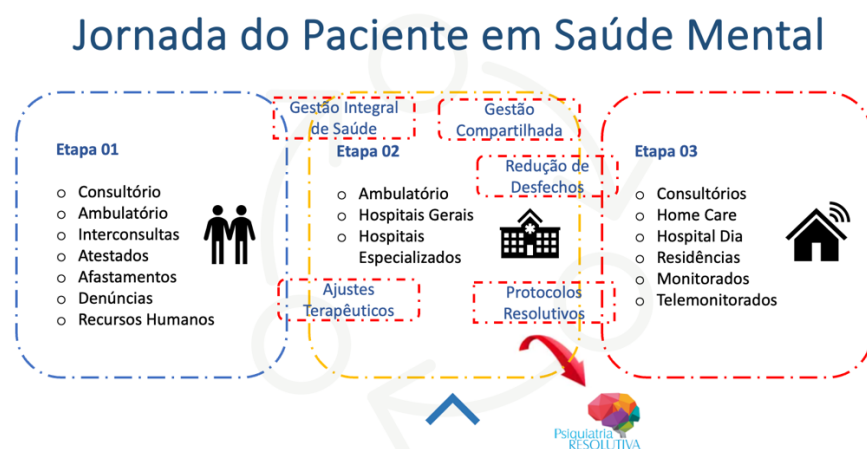 Jornada do Paciente em Saúde Mental
Gestão Integral
de Saúde
Gestão
Compartilhada
Etapa 01
Consultório
Ambulatório
Interconsultas
Atestados
Afastamentos
Denúncias
Recursos Humanos
Etapa 02
Redução de
Desfechos
Ambulatório
Hospitais Gerais
Hospitais
Especializados
Ajustes
Terapêuticos
Protocolos
Resolutivos
Etapa 03
Consultórios
Home Care
Hospital Dia
Residências
Monitorados
Telemonitorados
Psiquiatria
RESOLUTIVA